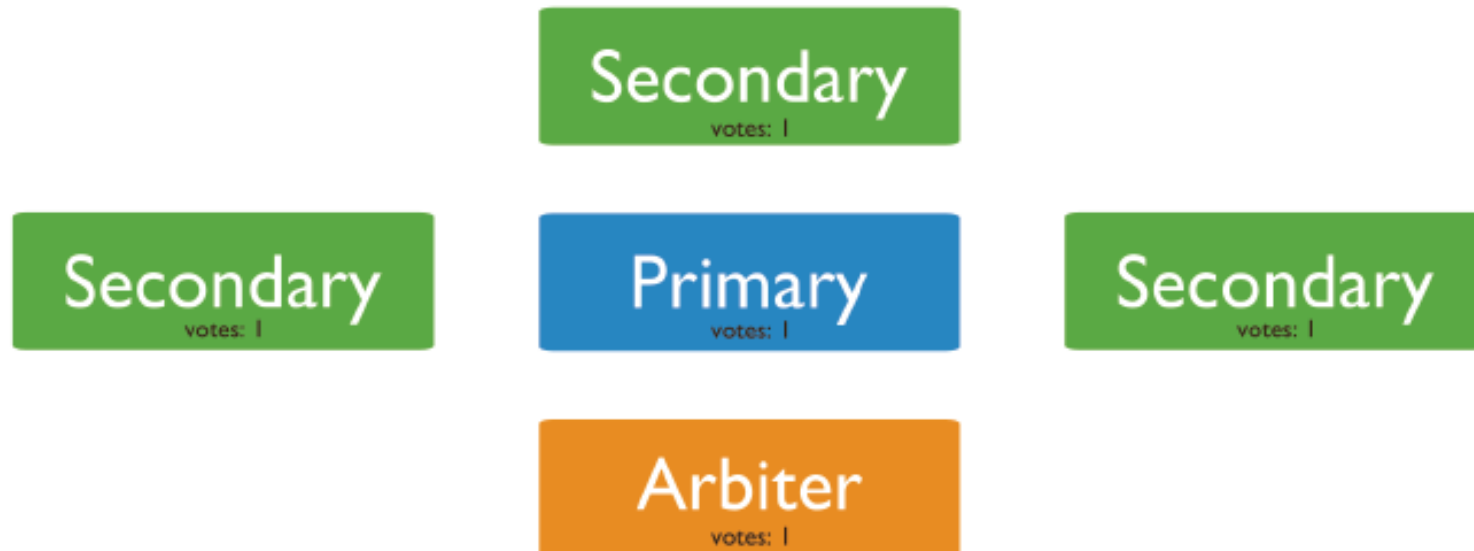 Secondary
votes: 1
Secondary
votes: 1
Primary
votes: 1
Secondary
votes: 1
Arbiter
votes: 1